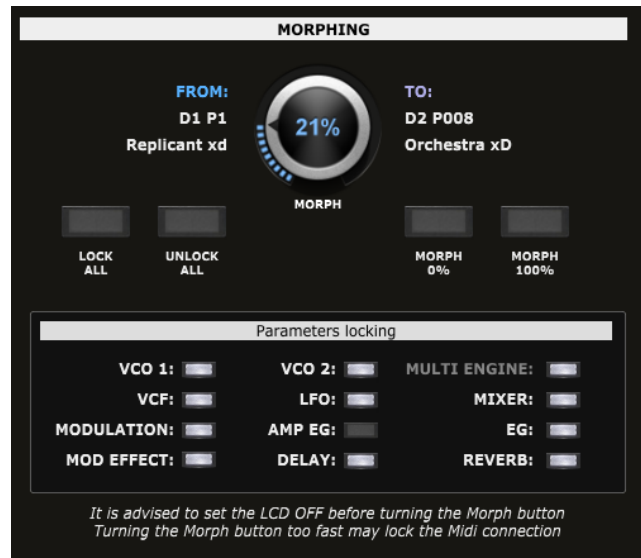 MORPHING
FROM:
D1 P1
Replicant xd
21%
MORPH
TO:
D2 P008
Orchestra xD
LOCK
ALL
UNLOCK
ALL
MORPH
0%
MORPH
100%
Parameters locking
VCO 1: VCO 2: MULTI ENGINE:
VCF: LFO: MIXER:
MODULATION: AMP EG: EG:
MOD EFFECT: DELAY: REVERB:
It is advised to set the LCD OFF before turning the Morph button
Turning the Morph button too fast may lock the Midi connection